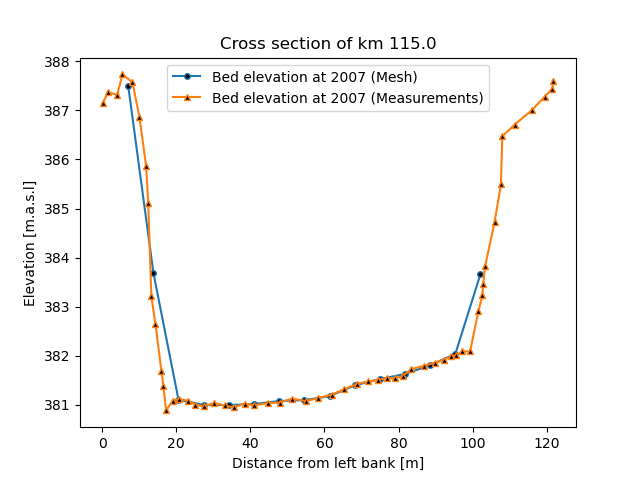 Cross section of km 115.0
Bed elevation at 2007 (Mesh)
Bed elevation at 2007 (Measurements)
Elevation [m.a.s.l]
388
387
386
385
384
383
382
381
0 20 40 60 80 100 120
Distance from left bank [m]